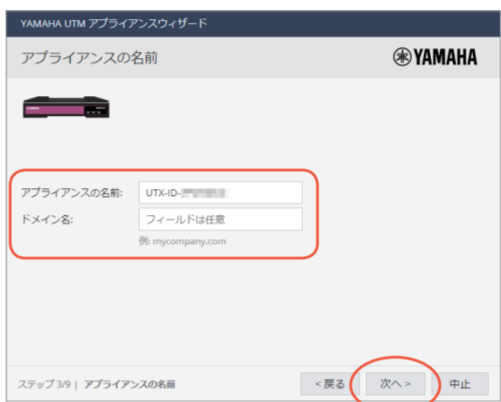 YAMAHA UTM アプライアンスウィザード
アプライアンスの名前
YAMAHA
アプライアンスの名前: UTX-ID-
ドメイン名: フィールドは任意
例: mycompany.com
ステップ 3/9 | アプライアンスの名前 < 戻る 次へ > 中止